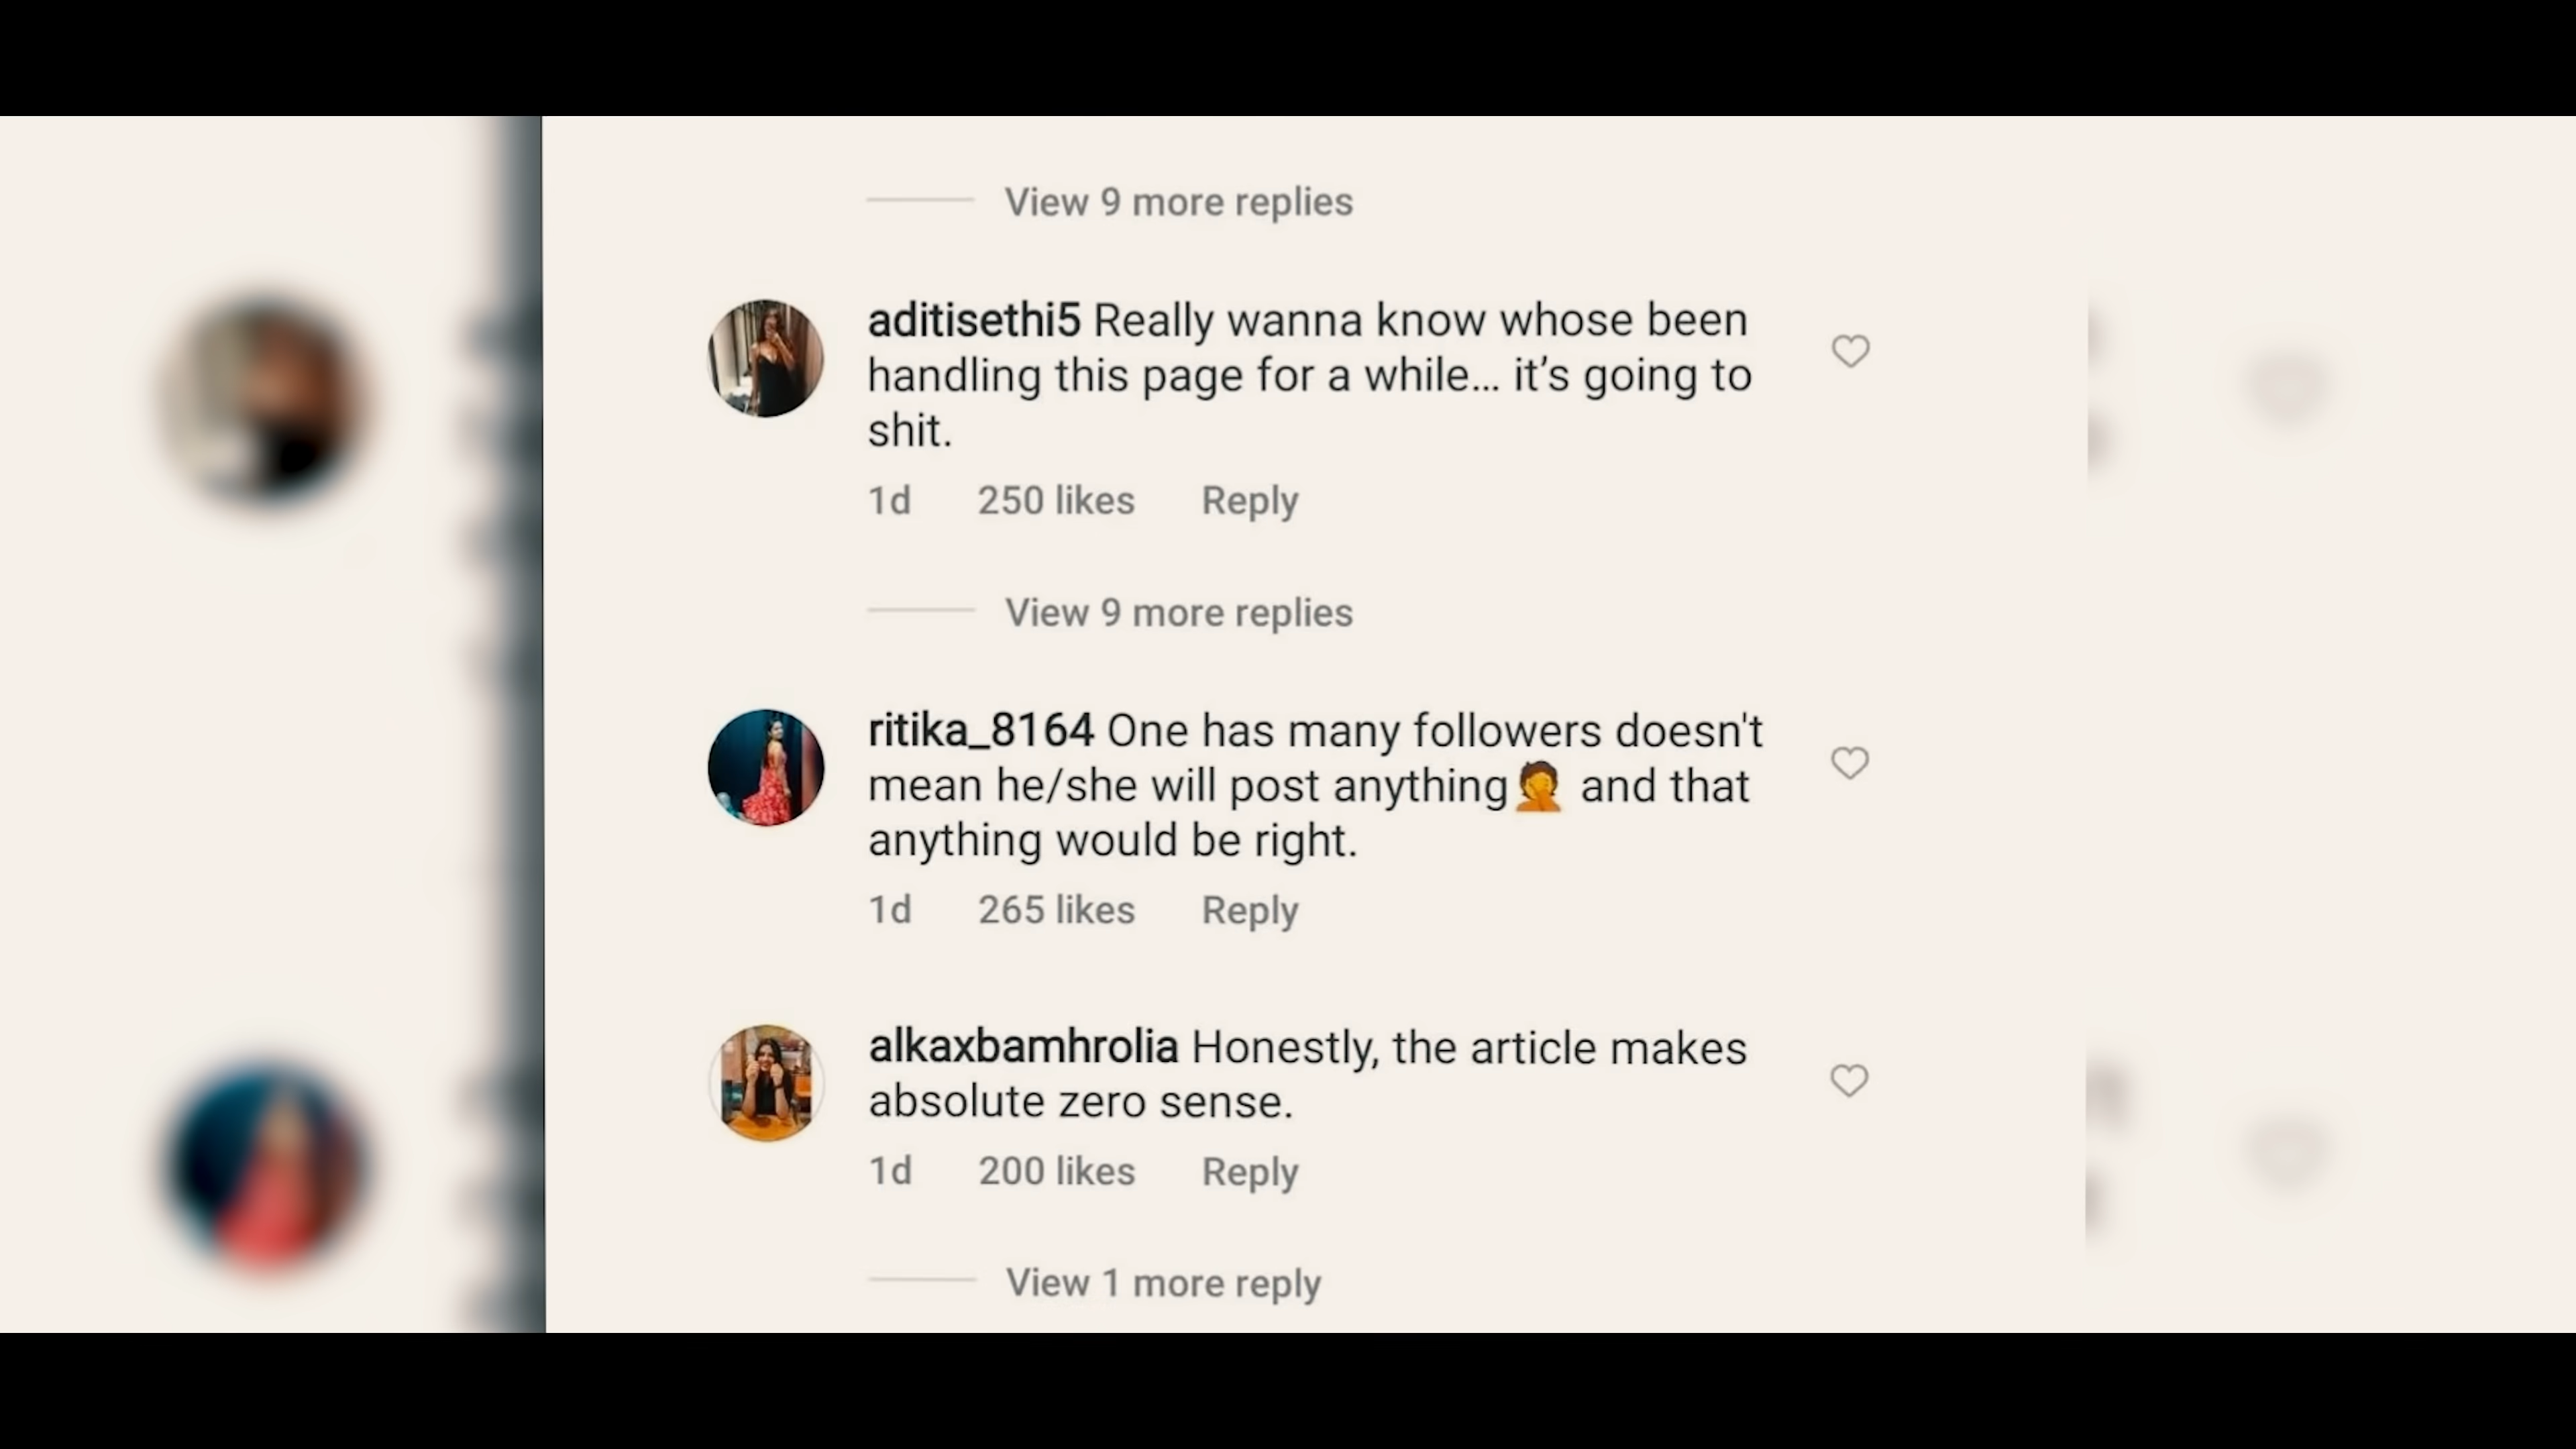 View 9 more replies
aditisethi5 Really wanna know whose been
handling this page for a while... it’s going to
shit.
1d 250 likes Reply
View 9 more replies
ritika_8164 One has many followers doesn't
mean he/she will post anything🤦 and that
anything would be right.
1d 265 likes Reply
alkaxbamhrolia Honestly, the article makes
absolute zero sense.
1d 200 likes Reply
View 1 more reply